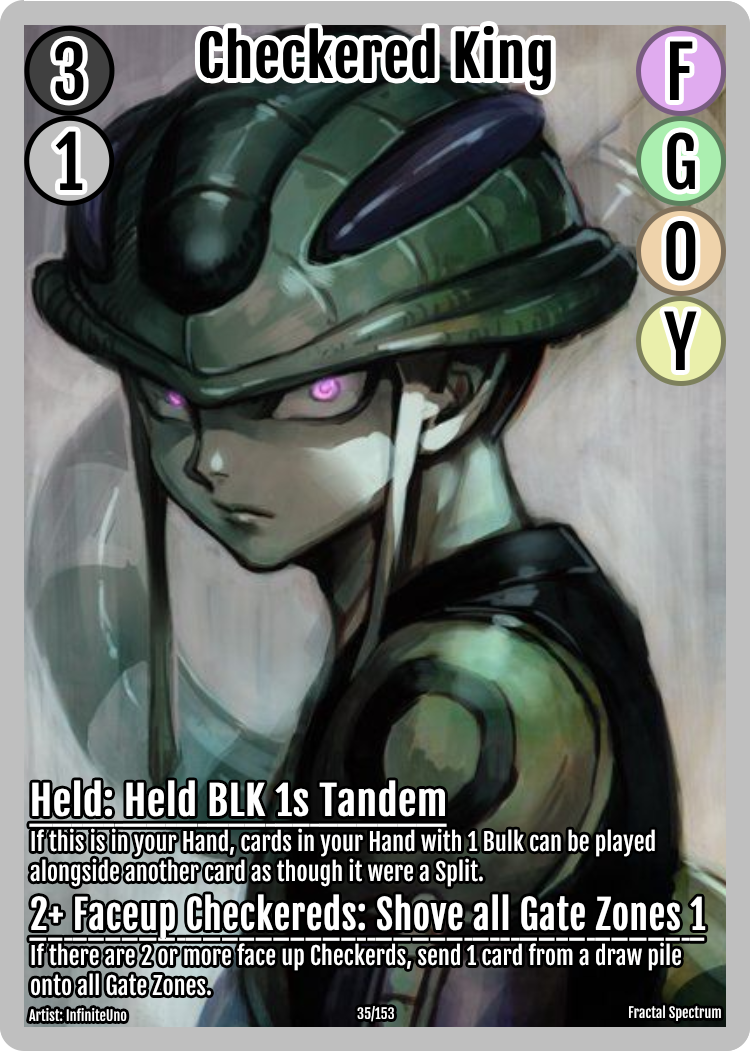 Checkered King
3
1
F
G
O
Y
Held: Held BLK 1s Tandem
If this is in your Hand, cards in your Hand with 1 Bulk can be played
alongside another card as though it were a Split.
2+ Faceup Checkereds: Shove all Gate Zones 1
If there are 2 or more face up Checkerds, send 1 card from a draw pile
onto all Gate Zones.
Artist: InfiniteUno
35/153
Fractal Spectrum